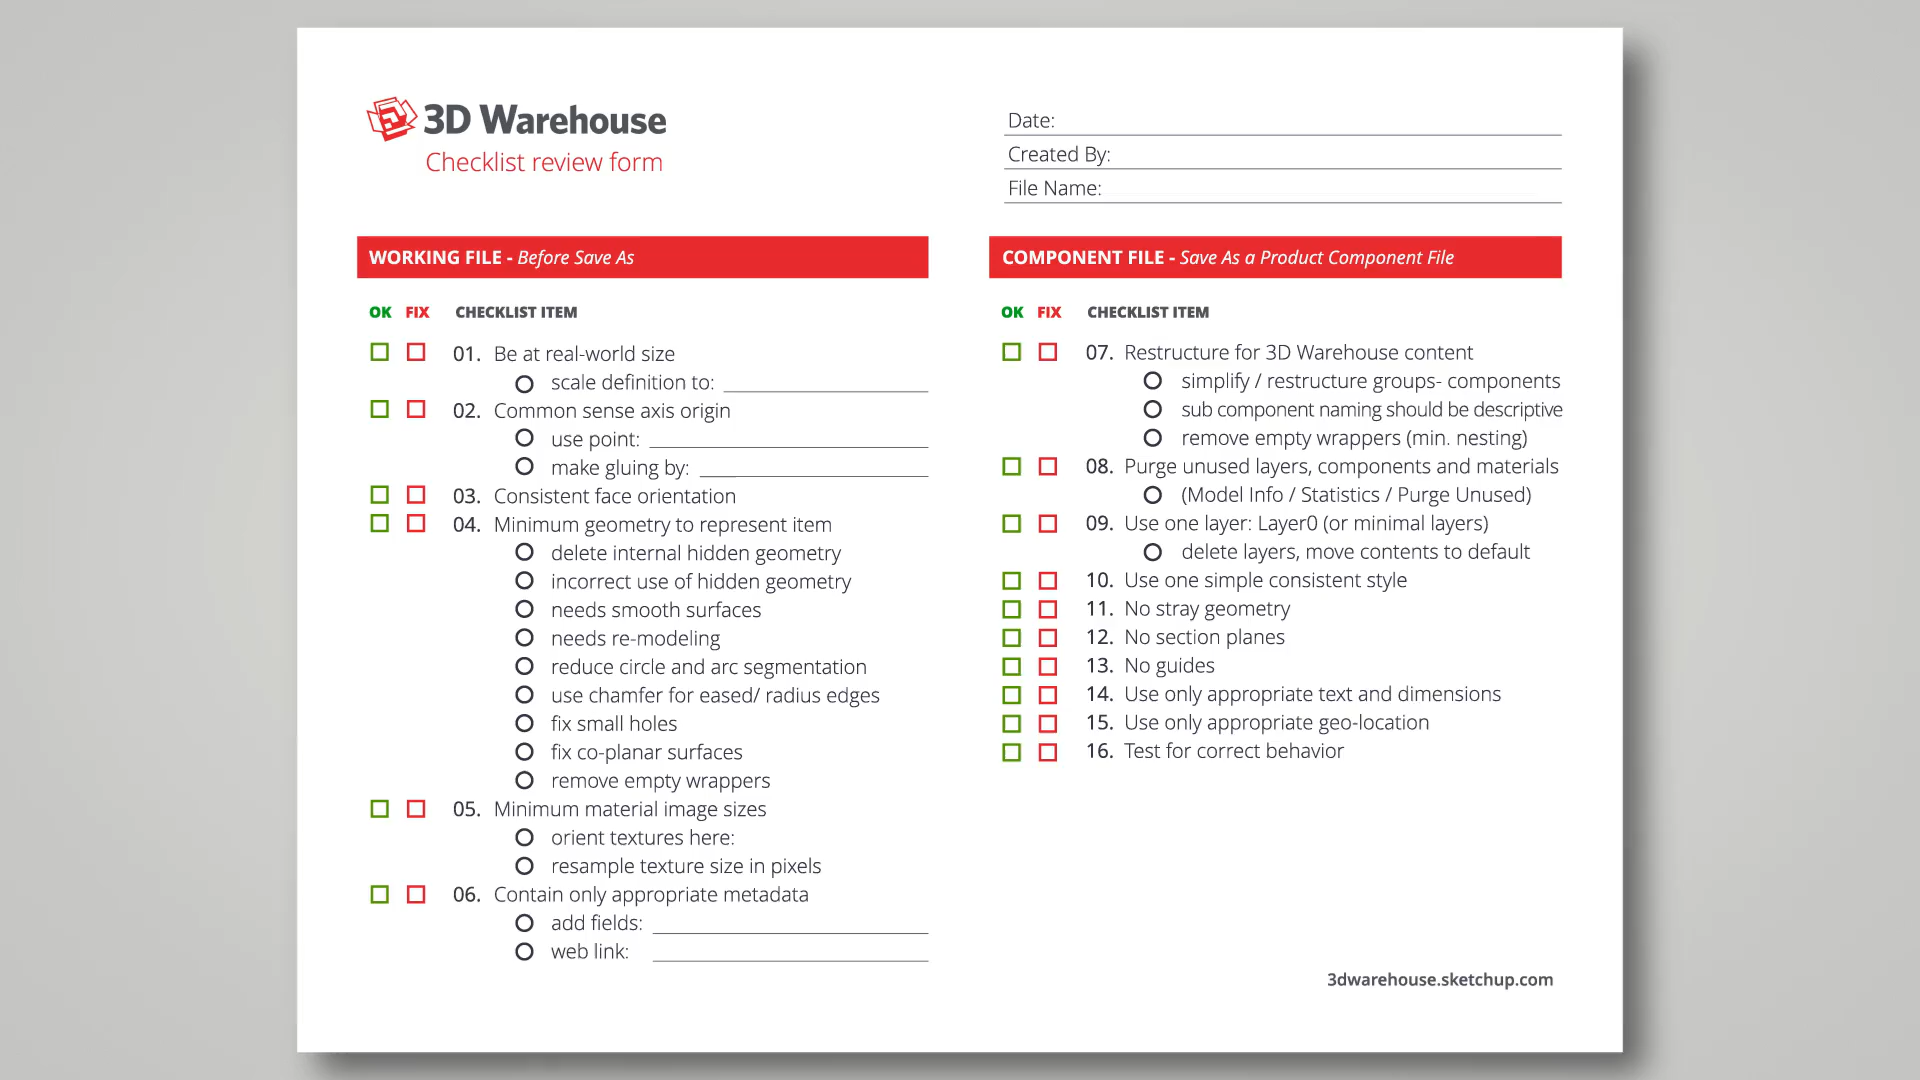 3D Warehouse
Checklist review form
Date:
Created By:
File Name:
WORKING FILE - Before Save As
OK FIX CHECKLIST ITEM
01. Be at real-world size
scale definition to:
02. Common sense axis origin
use point:
make gluing by:
03. Consistent face orientation
04. Minimum geometry to represent item
delete internal hidden geometry
incorrect use of hidden geometry
needs smooth surfaces
needs re-modeling
reduce circle and arc segmentation
use chamfer for eased/ radius edges
fix small holes
fix co-planar surfaces
remove empty wrappers
05. Minimum material image sizes
orient textures here:
resample texture size in pixels
06. Contain only appropriate metadata
add fields:
web link:
COMPONENT FILE - Save As a Product Component File
OK FIX CHECKLIST ITEM
07. Restructure for 3D Warehouse content
simplify / restructure groups- components
sub component naming should be descriptive
remove empty wrappers (min. nesting)
08. Purge unused layers, components and materials
(Model Info / Statistics / Purge Unused)
09. Use one layer: Layer0 (or minimal layers)
delete layers, move contents to default
10. Use one simple consistent style
11. No stray geometry
12. No section planes
13. No guides
14. Use only appropriate text and dimensions
15. Use only appropriate geo-location
16. Test for correct behavior
3dwarehouse.sketchup.com